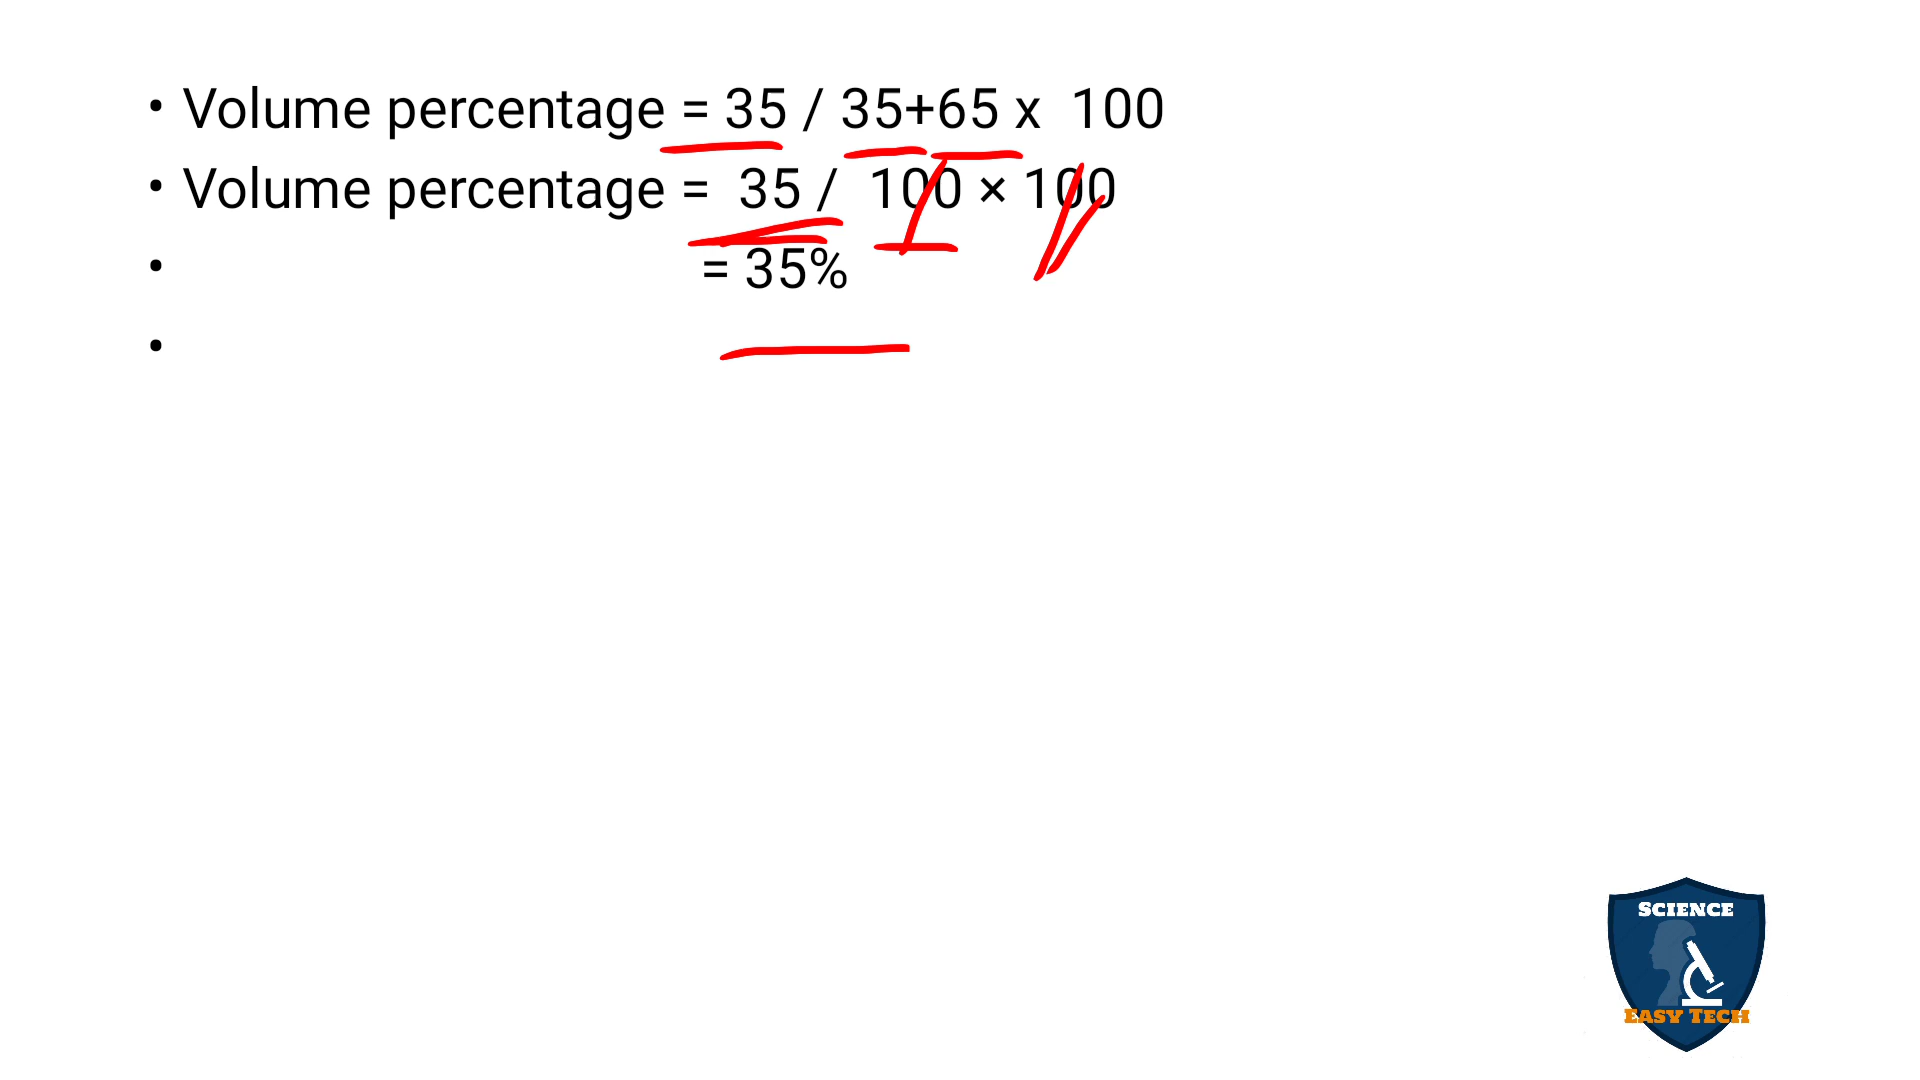 • Volume percentage = 35 / 35+65 x 100
• Volume percentage = 35 / 100 × 100
• = 35%
•
SCIENCE
EASY TECH